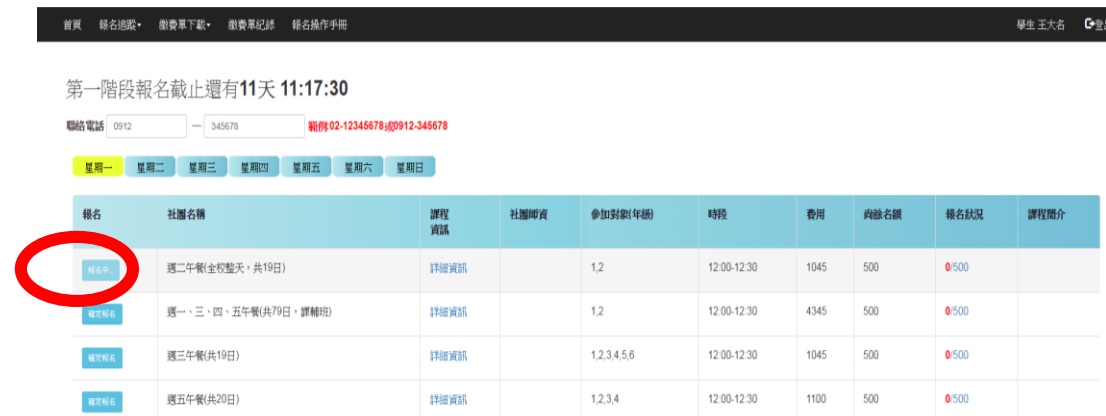 首頁 報名追蹤 繳費單下載 繳費單紀錄 報名操作手冊 學生 王大名
第一階段報名截止還有11天 11:17:30
聯絡電話 0912 — 345678 範例:02-12345678或0912-345678
星期一 星期二 星期三 星期四 星期五 星期六 星期日
報名 社團名稱 課程資訊 社團師資 參加對象(年級) 時段 費用 尚餘名額 報名狀況 課程簡介
報名中... 週二午餐(全校整天,共19日) 詳細資訊 1,2 12:00-12:30 1045 500 0/500
確定報名 週一、三、四、五午餐(共79日,課輔班) 詳細資訊 1,2 12:00-12:30 4345 500 0/500
確定報名 週三午餐(共19日) 詳細資訊 1,2,3,4,5,6 12:00-12:30 1045 500 0/500
確定報名 週五午餐(共20日) 詳細資訊 1,2,3,4 12:00-12:30 1100 500 0/500